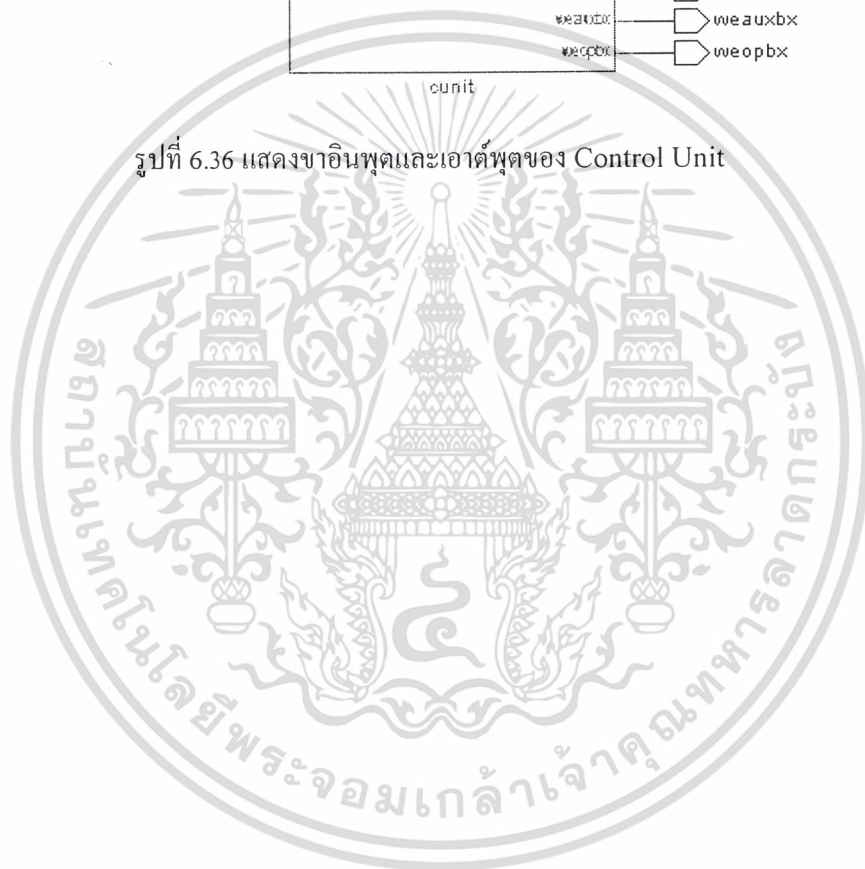 weauxbx weauxbx
weopbx weopbx
cunit
รูปที่ 6.36 แสดงขาอินพุตและเอาต์พุตของ Control Unit
สถาบันเทคโนโลยีพระจอมเกล้าเจ้าคุณทหารลาดกระบัง